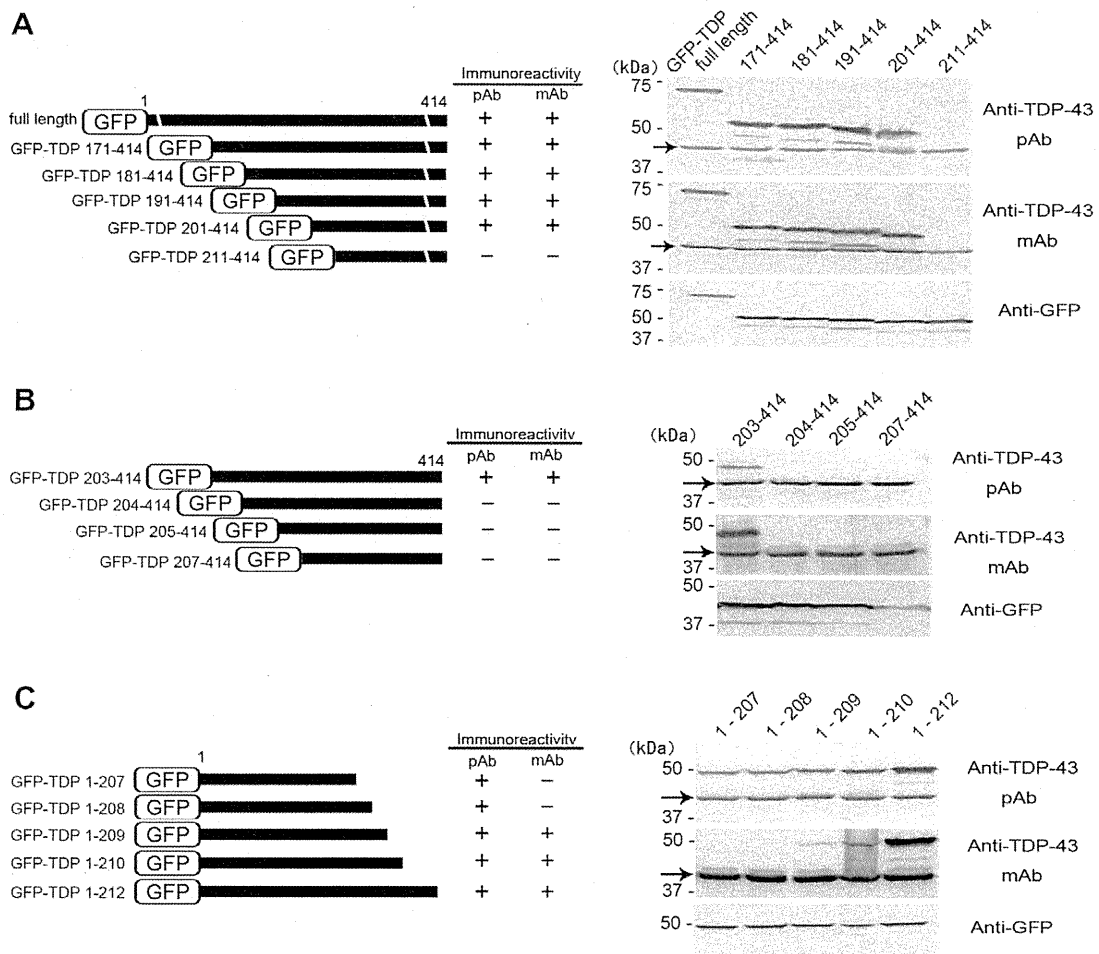 A
Immunoreactivity
pAb mAb
1 414
full length GFP + +
GFP-TDP 171-414 GFP + +
GFP-TDP 181-414 GFP + +
GFP-TDP 191-414 GFP + +
GFP-TDP 201-414 GFP + +
GFP-TDP 211-414 GFP − −
GFP-TDP
full length
171-414
181-414
191-414
201-414
211-414
(kDa)
75 -
50 -
37 -
Anti-TDP-43
pAb
75 -
50 -
37 -
Anti-TDP-43
mAb
75 -
50 -
37 -
Anti-GFP
B
Immunoreactivity
pAb mAb
414
GFP-TDP 203-414 GFP + +
GFP-TDP 204-414 GFP − −
GFP-TDP 205-414 GFP − −
GFP-TDP 207-414 GFP − −
203-414
204-414
205-414
207-414
(kDa)
50 -
37 -
Anti-TDP-43
pAb
50 -
37 -
Anti-TDP-43
mAb
50 -
37 -
Anti-GFP
C
Immunoreactivity
pAb mAb
1
GFP-TDP 1-207 GFP + −
GFP-TDP 1-208 GFP + −
GFP-TDP 1-209 GFP + +
GFP-TDP 1-210 GFP + +
GFP-TDP 1-212 GFP + +
1 - 207
1 - 208
1 - 209
1 - 210
1 - 212
(kDa)
50 -
37 -
Anti-TDP-43
pAb
50 -
37 -
Anti-TDP-43
mAb
50 -
Anti-GFP